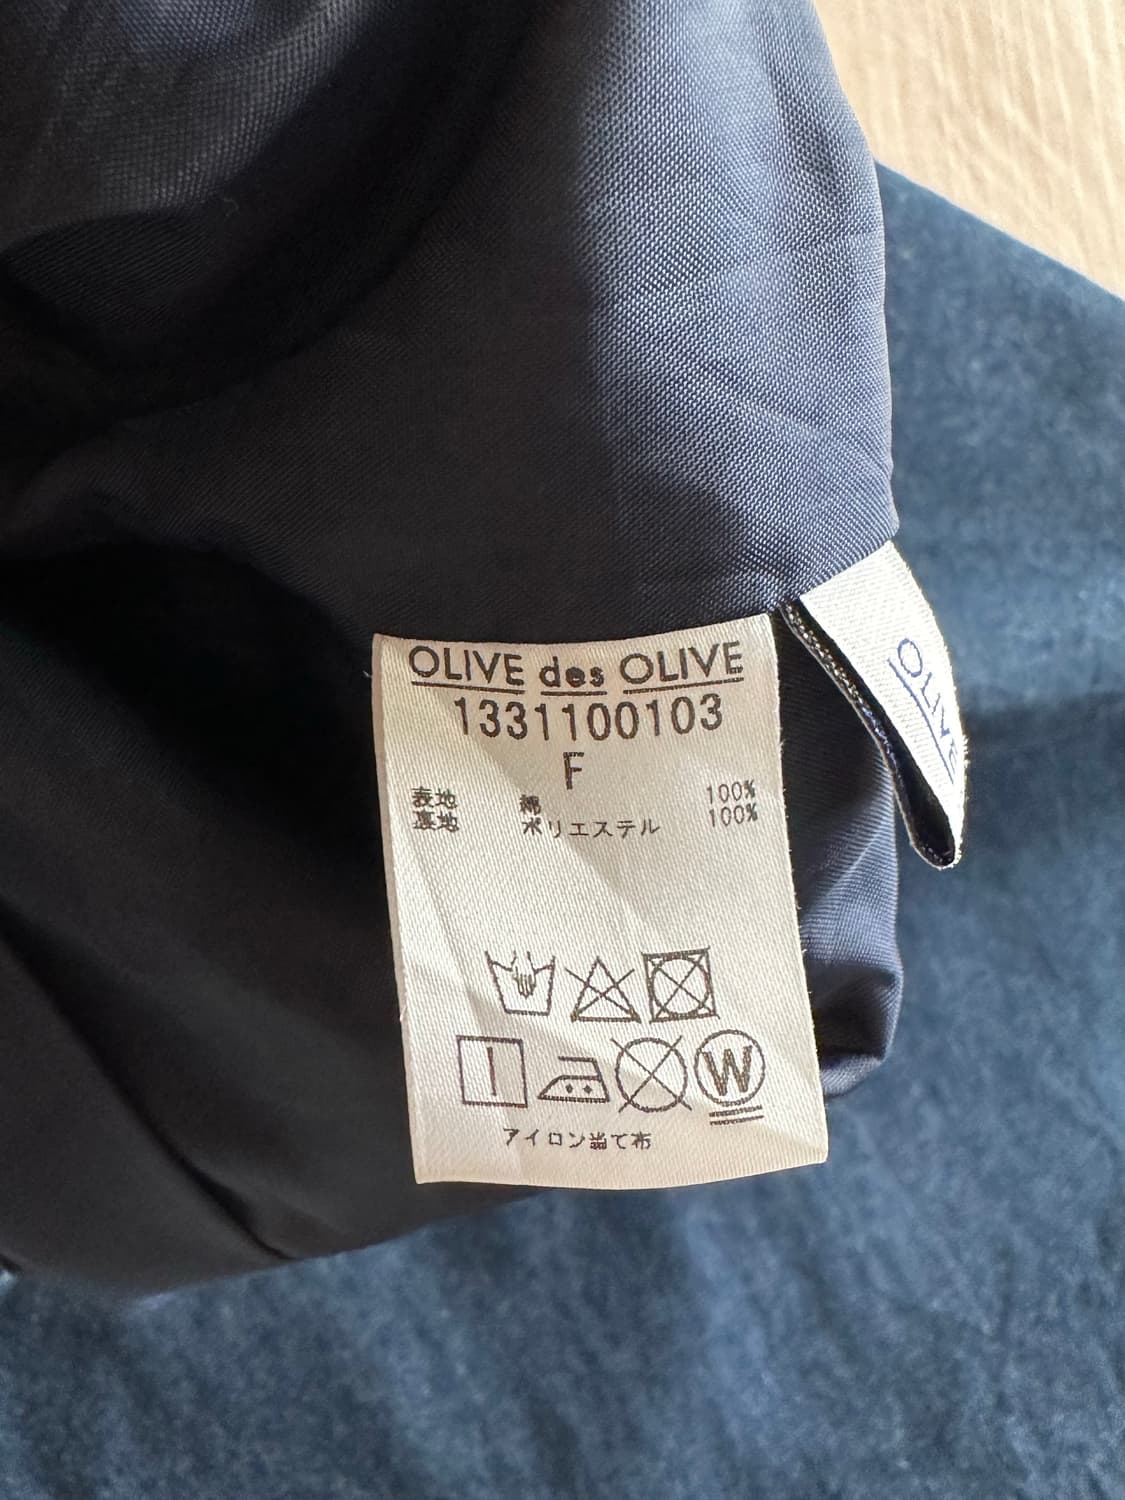 OLIVE des OLIVE
1331100103
F
表地 綿 100%
裏地 ポリエステル 100%
W
アイロン当て布
OLIVE